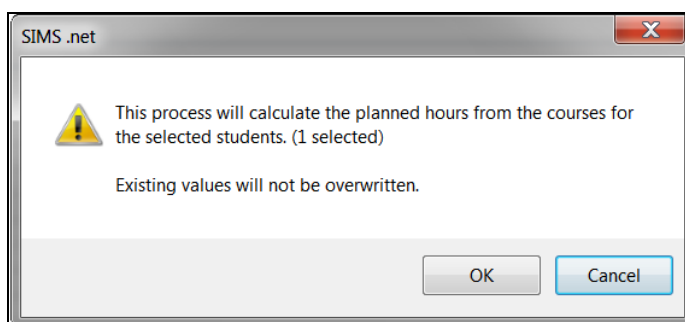 SIMS .net
This process will calculate the planned hours from the courses for
the selected students. (1 selected)
Existing values will not be overwritten.
OK
Cancel